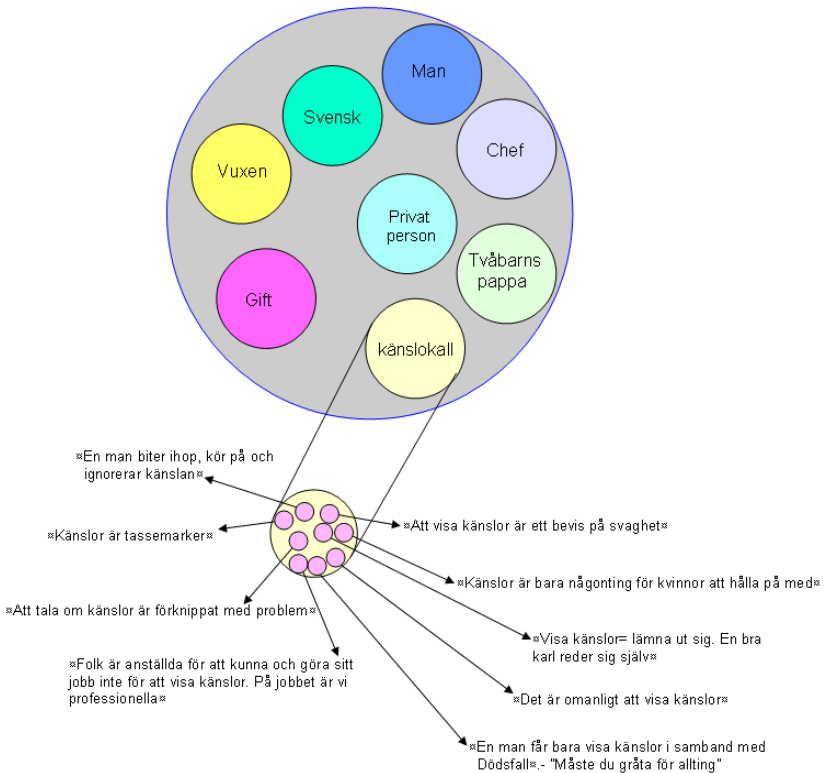 Man
Svensk
Chef
Vuxen
Privat
person
Tvåbarns
pappa
Gift
känslokall
¤En man biter ihop, kör på och
ignorerar känslan¤
¤Känslor är tassemarker¤
¤Att visa känslor är ett bevis på svaghet¤
¤Känslor är bara någonting för kvinnor att hålla på med¤
¤Att tala om känslor är förknippat med problem¤
¤Visa känslor= lämna ut sig. En bra
karl reder sig själv¤
¤Folk är anställda för att kunna och göra sitt
jobb inte för att visa känslor. På jobbet är vi
professionella¤
¤Det är omanligt att visa känslor¤
¤En man får bara visa känslor i samband med
Dödsfall¤.- "Måste du gråta för allting"